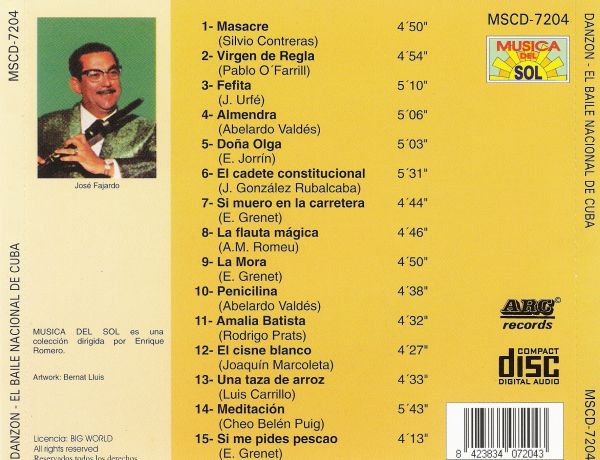 MSCD-7204
DANZON - EL BAILE NACIONAL DE CUBA
José Fajardo
MUSICA DEL SOL es una
colección dirigida por Enrique
Romero.
Artwork: Bernat Lluis
Licencia: BIG WORLD
All rights reserved
Reservados todos los derechos
1- Masacre 4´50"
(Silvio Contreras)
2- Virgen de Regla 4´54"
(Pablo O´Farrill)
3- Fefita 5´10"
(J. Urfé)
4- Almendra 5´06"
(Abelardo Valdés)
5- Doña Olga 5´03"
(E. Jorrín)
6- El cadete constitucional 5´31"
(J. González Rubalcaba)
7- Si muero en la carretera 4´44"
(E. Grenet)
8- La flauta mágica 4´46"
(A.M. Romeu)
9- La Mora 4´50"
(E. Grenet)
10- Penicilina 4´38"
(Abelardo Valdés)
11- Amalia Batista 4´32"
(Rodrigo Prats)
12- El cisne blanco 4´27"
(Joaquín Marcoleta)
13- Una taza de arroz 4´33"
(Luis Carrillo)
14- Meditación 5´43"
(Cheo Belén Puig)
15- Si me pides pescao 4´13"
(E. Grenet)
MSCD-7204
MUSICA
DEL
SOL
ARC©
records
COMPACT
disc
DIGITAL AUDIO
8 423834 072043
DANZON - EL BAILE NACIONAL DE CUBA
MSCD-7204